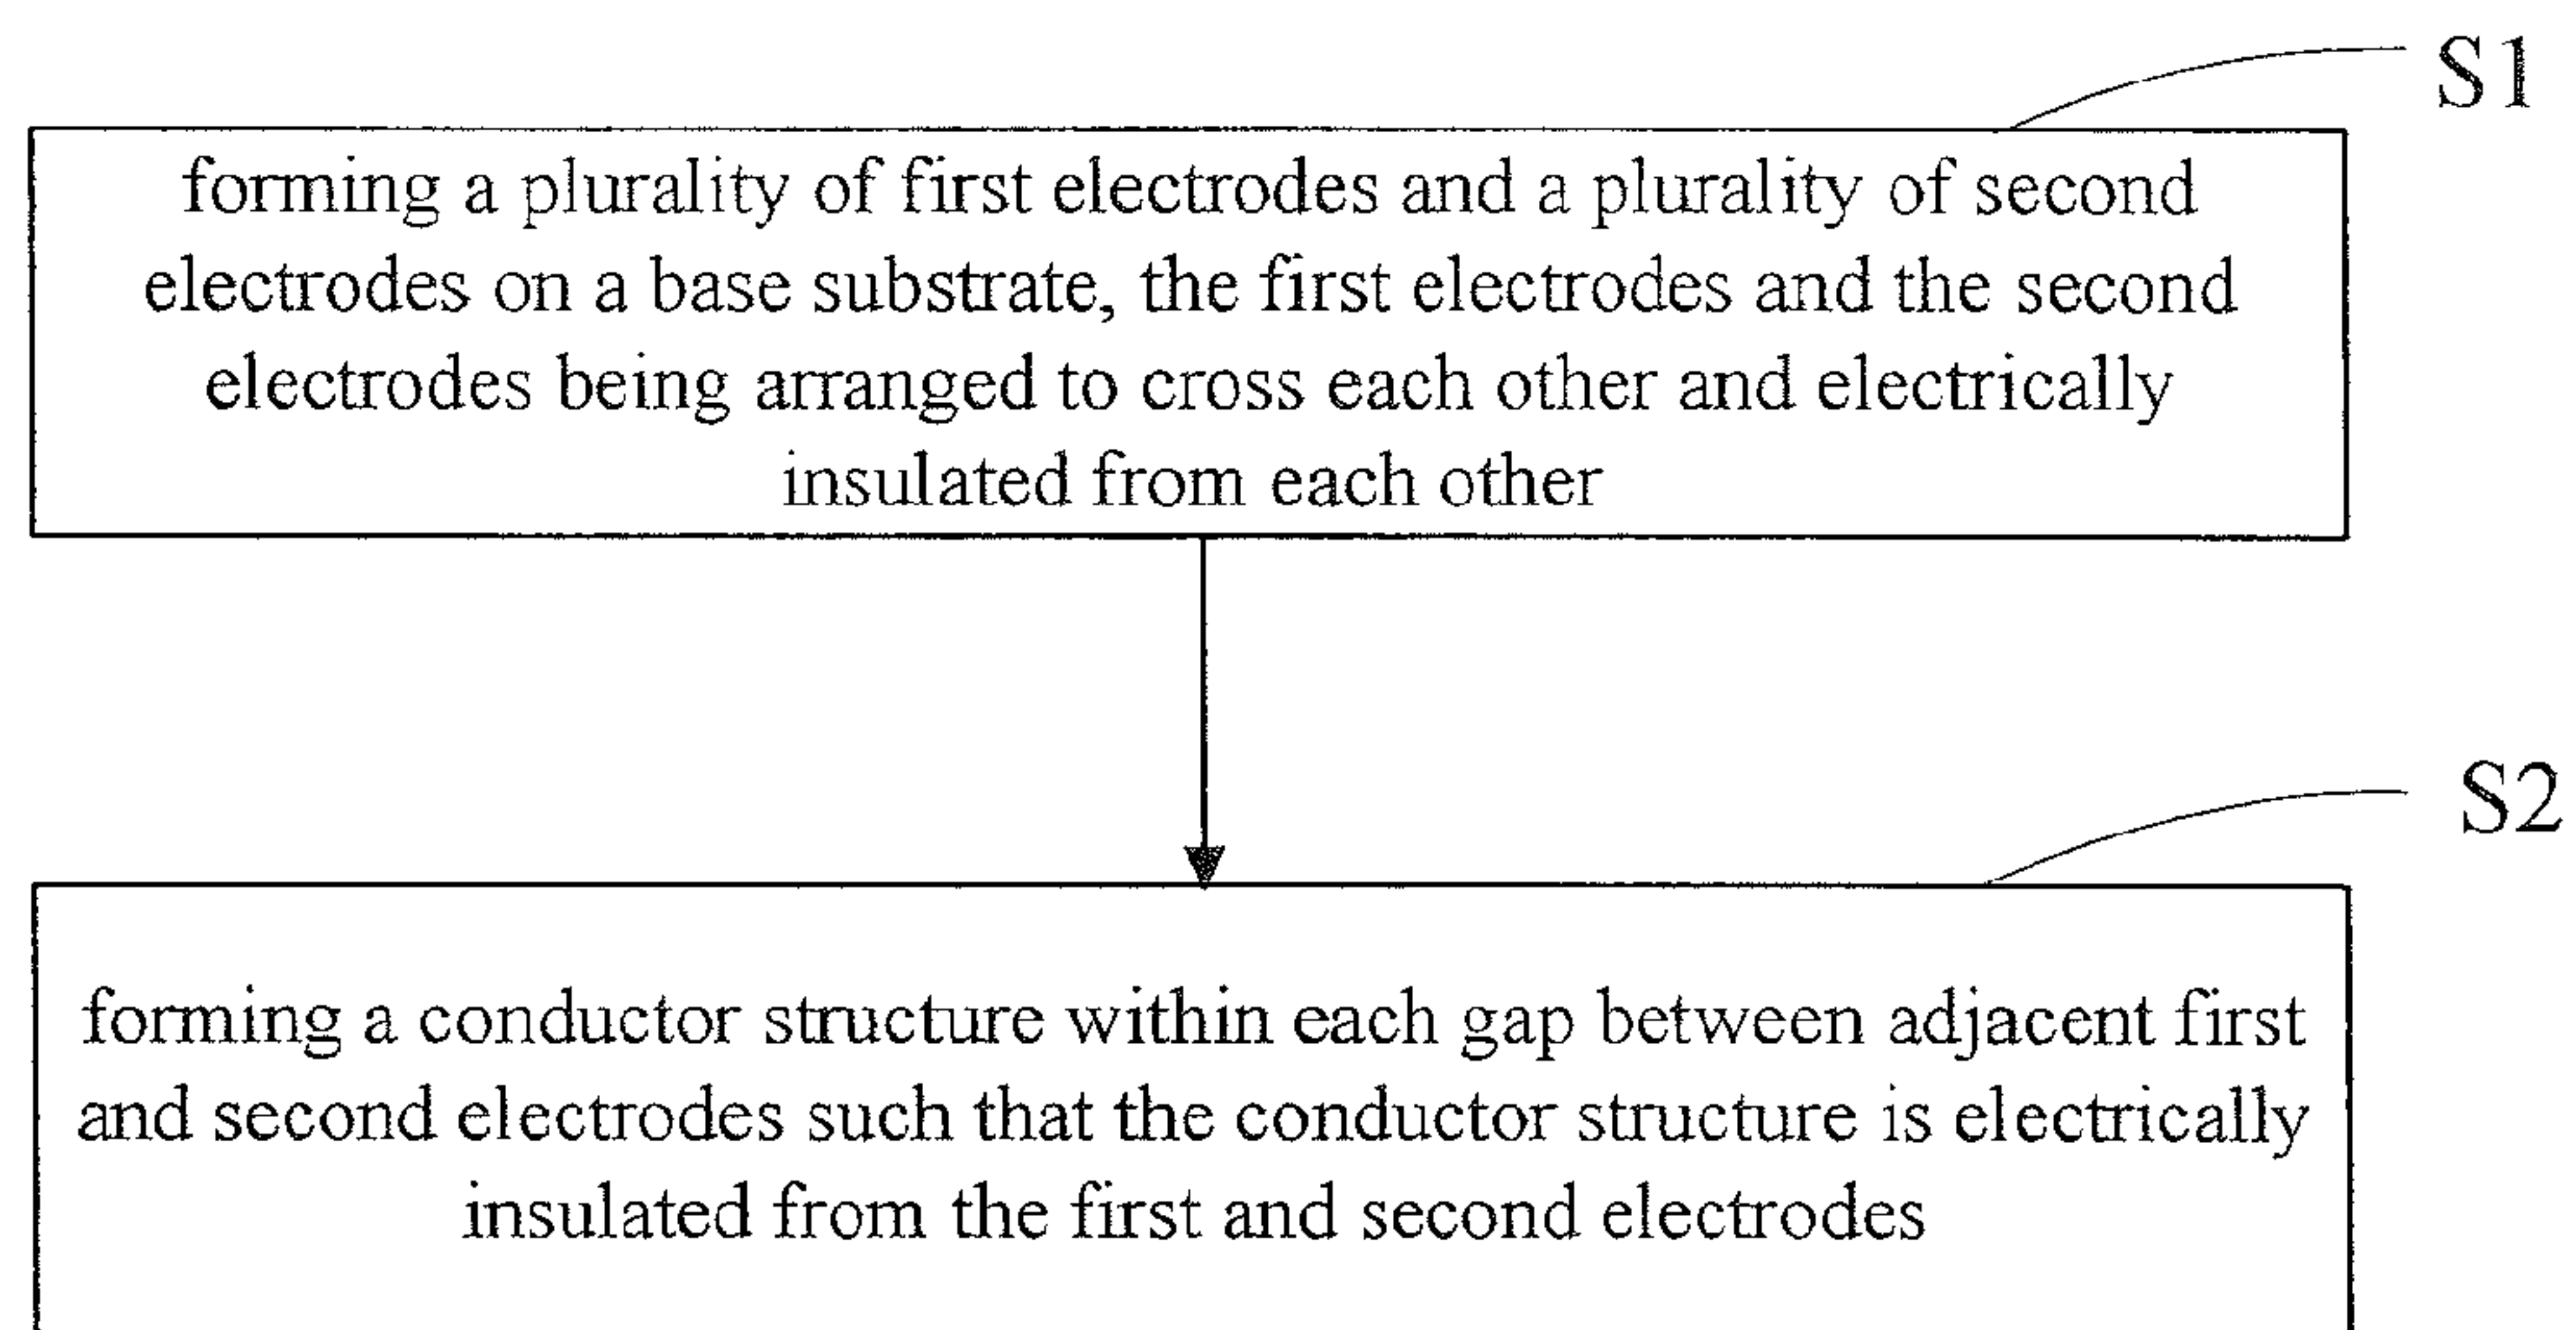 S1
forming a plurality of first electrodes and a plurality of second
electrodes on a base substrate, the first electrodes and the second
electrodes being arranged to cross each other and electrically
insulated from each other
S2
forming a conductor structure within each gap between adjacent first
and second electrodes such that the conductor structure is electrically
insulated from the first and second electrodes